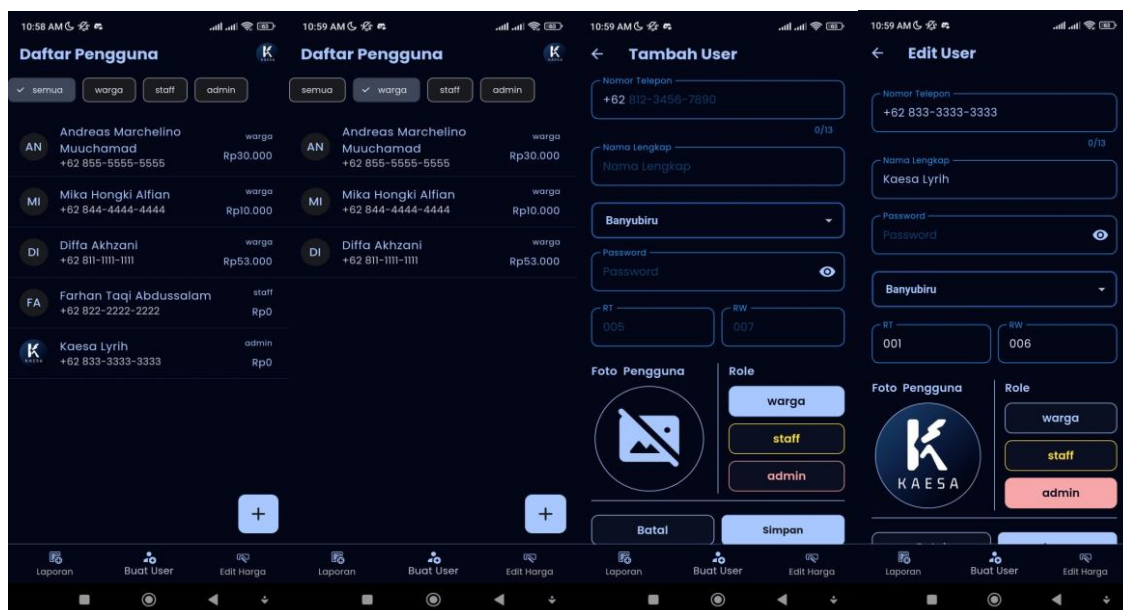 10:58 AM
63
Daftar Pengguna
KAESA
semua
warga
staff
admin
AN
Andreas Marchelino
Muuchamad
+62 855-5555-5555
warga
Rp30.000
MI
Mika Hongki Alfian
+62 844-4444-4444
warga
Rp10.000
DI
Diffa Akhzani
+62 811-1111-1111
warga
Rp53.000
FA
Farhan Taqi Abdussalam
+62 822-2222-2222
staff
Rp0
KAESA
Kaesa Lyrih
+62 833-3333-3333
admin
Rp0
+
Laporan
Buat User
Edit Harga
10:59 AM
63
Daftar Pengguna
KAESA
semua
warga
staff
admin
AN
Andreas Marchelino
Muuchamad
+62 855-5555-5555
warga
Rp30.000
MI
Mika Hongki Alfian
+62 844-4444-4444
warga
Rp10.000
DI
Diffa Akhzani
+62 811-1111-1111
warga
Rp53.000
+
Laporan
Buat User
Edit Harga
10:59 AM
Tambah User
Nomor Telepon
+62 812-3456-7890
0/13
Nama Lengkap
Nama Lengkap
Banyubiru
Password
Password
RT
005
RW
007
Foto Pengguna
Role
warga
staff
admin
Batal
Simpan
Laporan
Buat User
Edit Harga
10:59 AM
Edit User
Nomor Telepon
+62 833-3333-3333
0/13
Nama Lengkap
Kaesa Lyrih
Password
Password
Banyubiru
RT
001
RW
006
Foto Pengguna
Role
KAESA
warga
staff
admin
Laporan
Buat User
Edit Harga